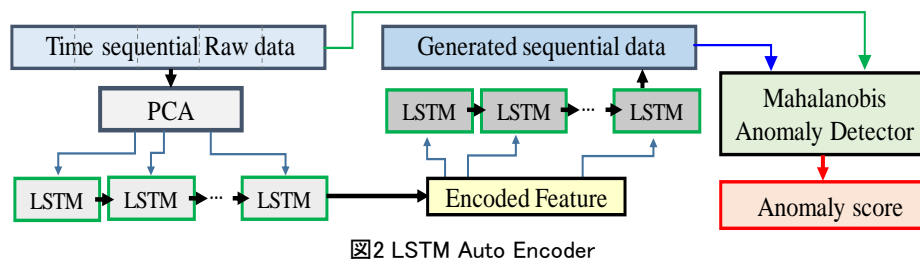 Time sequential Raw data
Generated sequential data
PCA
LSTM
LSTM
...
LSTM
Mahalanobis
Anomaly Detector
LSTM
LSTM
...
LSTM
Encoded Feature
Anomaly score
図2 LSTM Auto Encoder